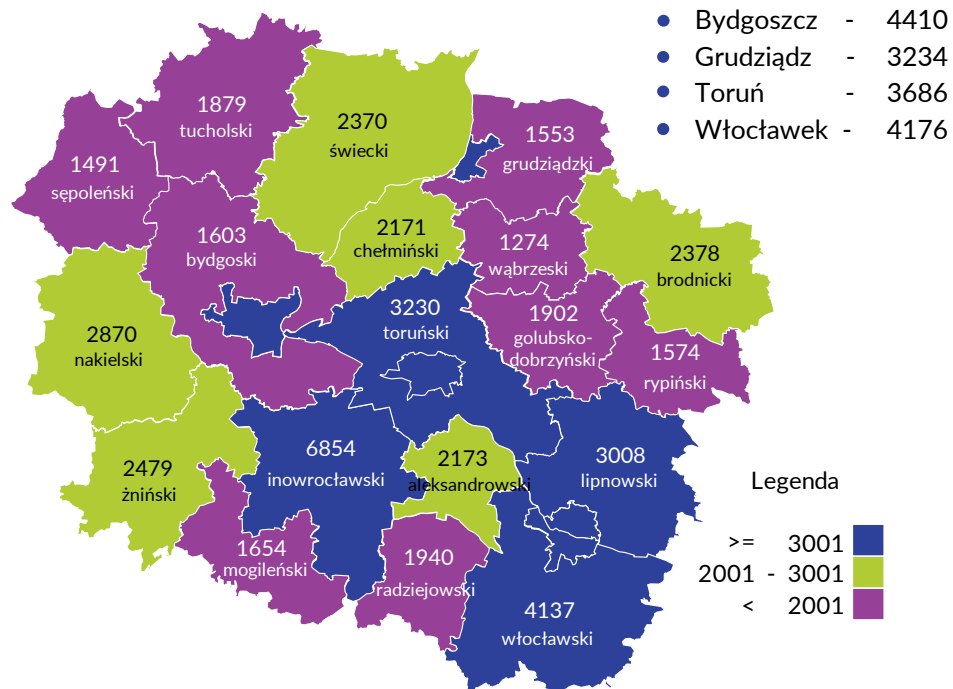 Bydgoszcz - 4410
Grudziądz - 3234
Toruń - 3686
Włocławek - 4176
1879
tucholski
2370
świecki
1553
grudziądzki
1491
sępoleński
1603
bydgoski
2171
chełmiński
1274
wąbrzeski
2378
brodnicki
3230
toruński
1902
golubsko-
dobrzyński
2870
nakielski
1574
rypiński
6854
inowrocławski
2173
aleksandrowski
3008
lipnowski
2479
żniński
1654
mogileński
1940
radziejowski
4137
włocławski
Legenda
>= 3001
2001 - 3001
< 2001